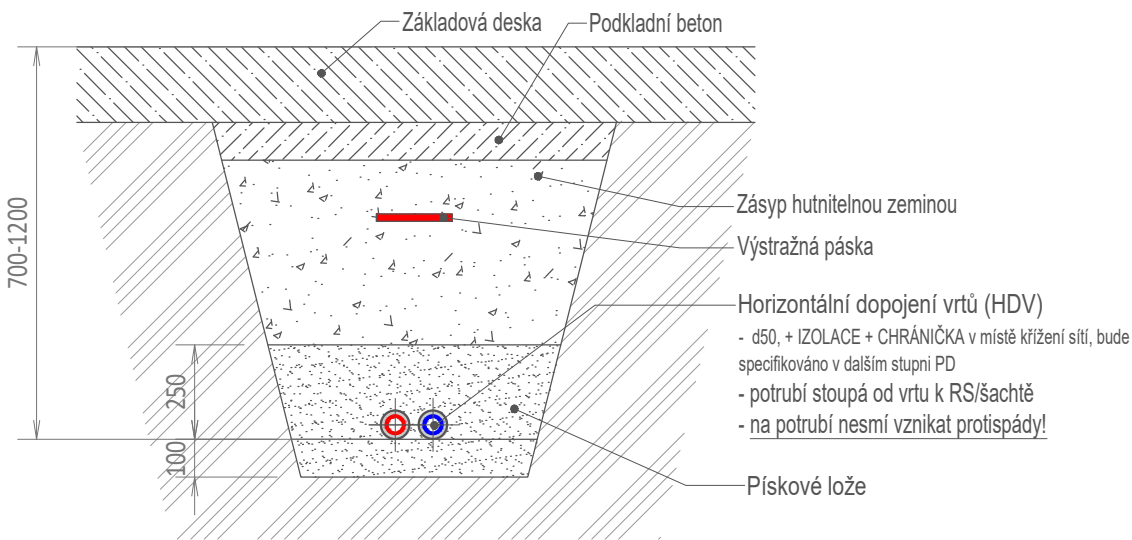 Základová deska
Podkladní beton
Zásyp hutnitelnou zeminou
Výstražná páska
Horizontální dopojení vrtů (HDV)
- d50, + IZOLACE + CHRÁNIČKA v místě křížení sítí, bude
specifikováno v dalším stupni PD
- potrubí stoupá od vrtu k RS/šachtě
- na potrubí nesmí vznikat protispády!
Pískové lože
700-1200
250
100